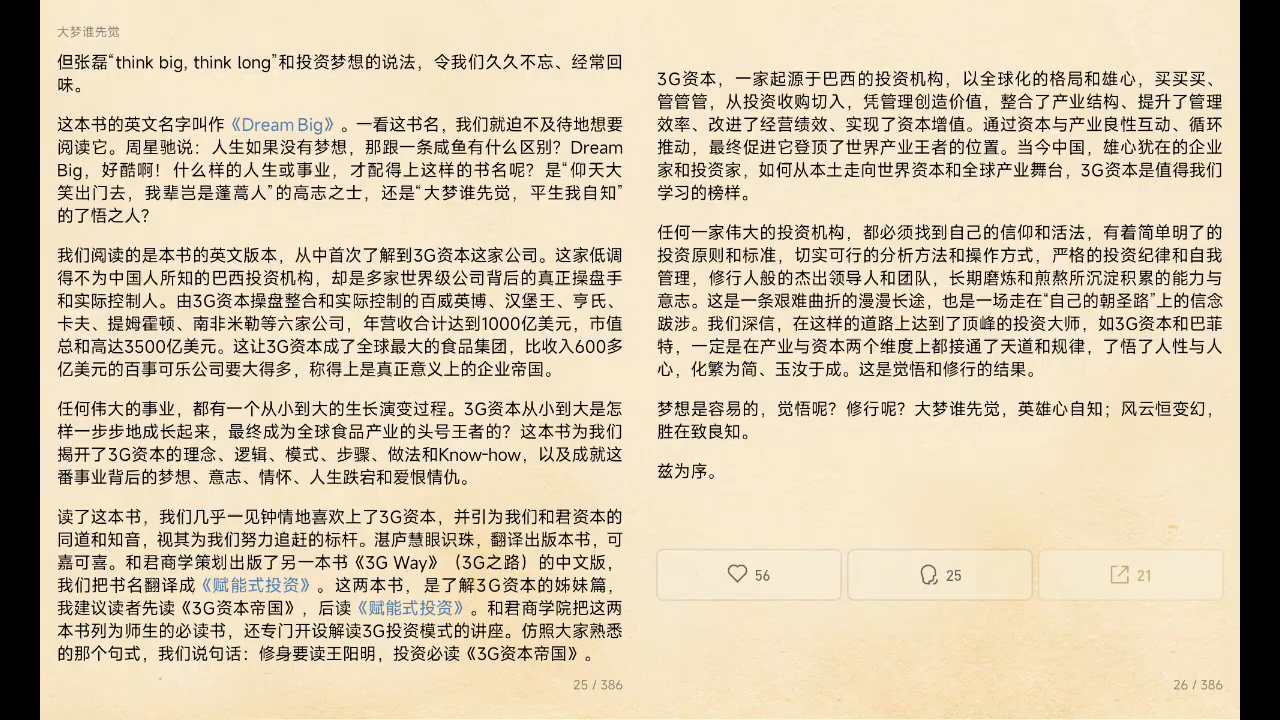 大梦谁先觉
但张磊“think big, think long”和投资梦想的说法，令我们久久不忘、经常回
味。
这本书的英文名字叫作《Dream Big》。一看这书名，我们就迫不及待地想要
阅读它。周星驰说：人生如果没有梦想，那跟一条咸鱼有什么区别？Dream
Big，好酷啊！什么样的人生或事业，才配得上这样的书名呢？是“仰天大
笑出门去，我辈岂是蓬蒿人”的高志之士，还是“大梦谁先觉，平生我自知”
的了悟之人？
我们阅读的是本书的英文版本，从中首次了解到3G资本这家公司。这家低调
得不为中国人所知的巴西投资机构，却是多家世界级公司背后的真正操盘手
和实际控制人。由3G资本操盘整合和实际控制的百威英博、汉堡王、亨氏、
卡夫、提姆霍顿、南非米勒等六家公司，年营收合计达到1000亿美元，市值
总和高达3500亿美元。这让3G资本成了全球最大的食品集团，比收入600多
亿美元的百事可乐公司要大得多，称得上是真正意义上的企业帝国。
任何伟大的事业，都有一个从小到大的生长演变过程。3G资本从小到大是怎
样一步步地成长起来，最终成为全球食品产业的头号王者的？这本书为我们
揭开了3G资本的理念、逻辑、模式、步骤、做法和Know-how，以及成就这
番事业背后的梦想、意志、情怀、人生跌宕和爱恨情仇。
读了这本书，我们几乎一见钟情地喜欢上了3G资本，并引为我们和君资本的
同道和知音，视其为我们努力追赶的标杆。湛庐慧眼识珠，翻译出版本书，可
嘉可喜。和君商学策划出版了另一本书《3G Way》（3G之路）的中文版，
我们把书名翻译成《赋能式投资》。这两本书，是了解3G资本的姊妹篇，
我建议读者先读《3G资本帝国》，后读《赋能式投资》。和君商学院把这两
本书列为师生的必读书，还专门开设解读3G投资模式的讲座。仿照大家熟悉
的那个句式，我们说句话：修身要读王阳明，投资必读《3G资本帝国》。
25 / 386
3G资本，一家起源于巴西的投资机构，以全球化的格局和雄心，买买买、
管管管，从投资收购切入，凭管理创造价值，整合了产业结构、提升了管理
效率、改进了经营绩效、实现了资本增值。通过资本与产业良性互动、循环
推动，最终促进它登顶了世界产业王者的位置。当今中国，雄心犹在的企业
家和投资家，如何从本土走向世界资本和全球产业舞台，3G资本是值得我们
学习的榜样。
任何一家伟大的投资机构，都必须找到自己的信仰和活法，有着简单明了的
投资原则和标准，切实可行的分析方法和操作方式，严格的投资纪律和自我
管理，修行人般的杰出领导人和团队，长期磨炼和煎熬所沉淀积累的能力与
意志。这是一条艰难曲折的漫漫长途，也是一场走在“自己的朝圣路”上的信念
跋涉。我们深信，在这样的道路上达到了顶峰的投资大师，如3G资本和巴菲
特，一定是在产业与资本两个维度上都接通了天道和规律，了悟了人性与人
心，化繁为简、玉汝于成。这是觉悟和修行的结果。
梦想是容易的，觉悟呢？修行呢？大梦谁先觉，英雄心自知；风云恒变幻，
胜在致良知。
兹为序。
56
25
21
26 / 386